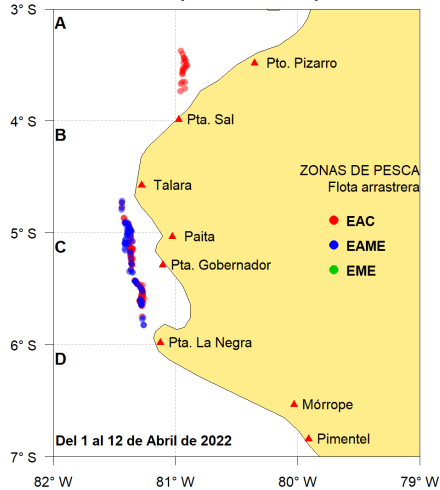 3° S
A
Pto. Pizarro
4° S
Pta. Sal
B
ZONAS DE PESCA
Flota arrastrera
Talara
EAC
5° S
Paita
C
EAME
Pta. Gobernador
EME
6° S
Pta. La Negra
D
Mórrope
Del 1 al 12 de Abril de 2022
Pimentel
7° S
82° W 81° W 80° W 79° W